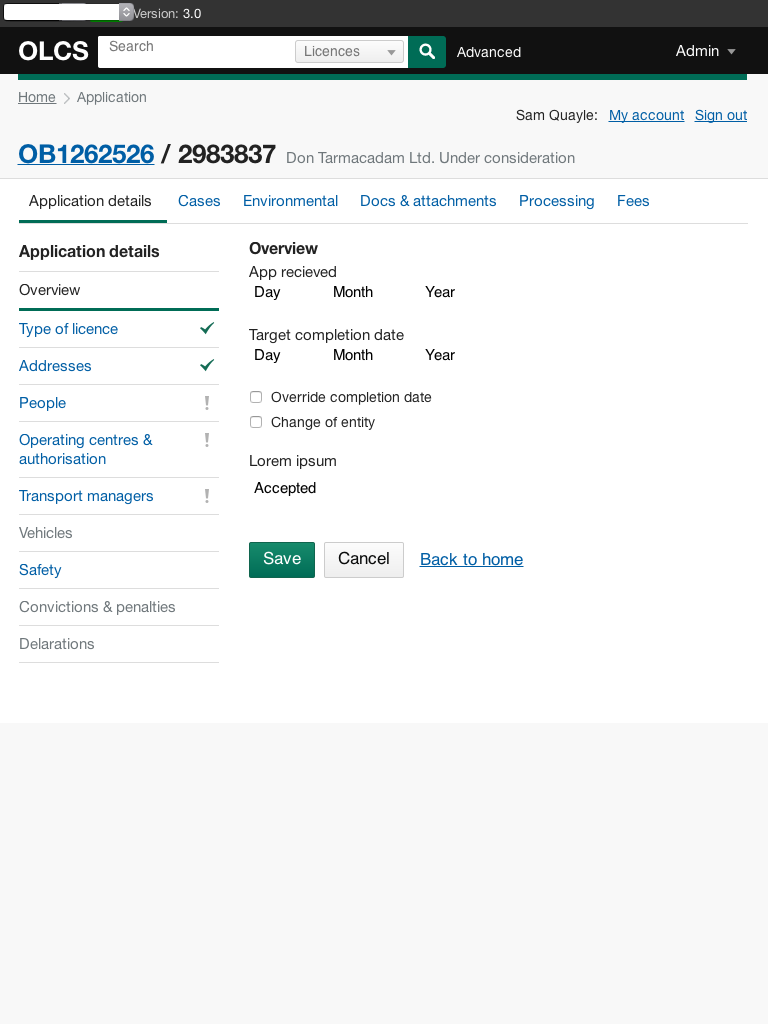 Version: 3.0
OLCS Search Licences Advanced Admin
Home Application
Sam Quayle: My account Sign out
OB1262526 / 2983837 Don Tarmacadam Ltd. Under consideration
Application details Cases Environmental Docs & attachments Processing Fees
Application details
Overview
Type of licence
Addresses
People
Operating centres &
authorisation
Transport managers
Vehicles
Safety
Convictions & penalties
Delarations
Overview
App recieved
Day Month Year
Target completion date
Day Month Year
Override completion date
Change of entity
Lorem ipsum
Accepted
Save Cancel Back to home